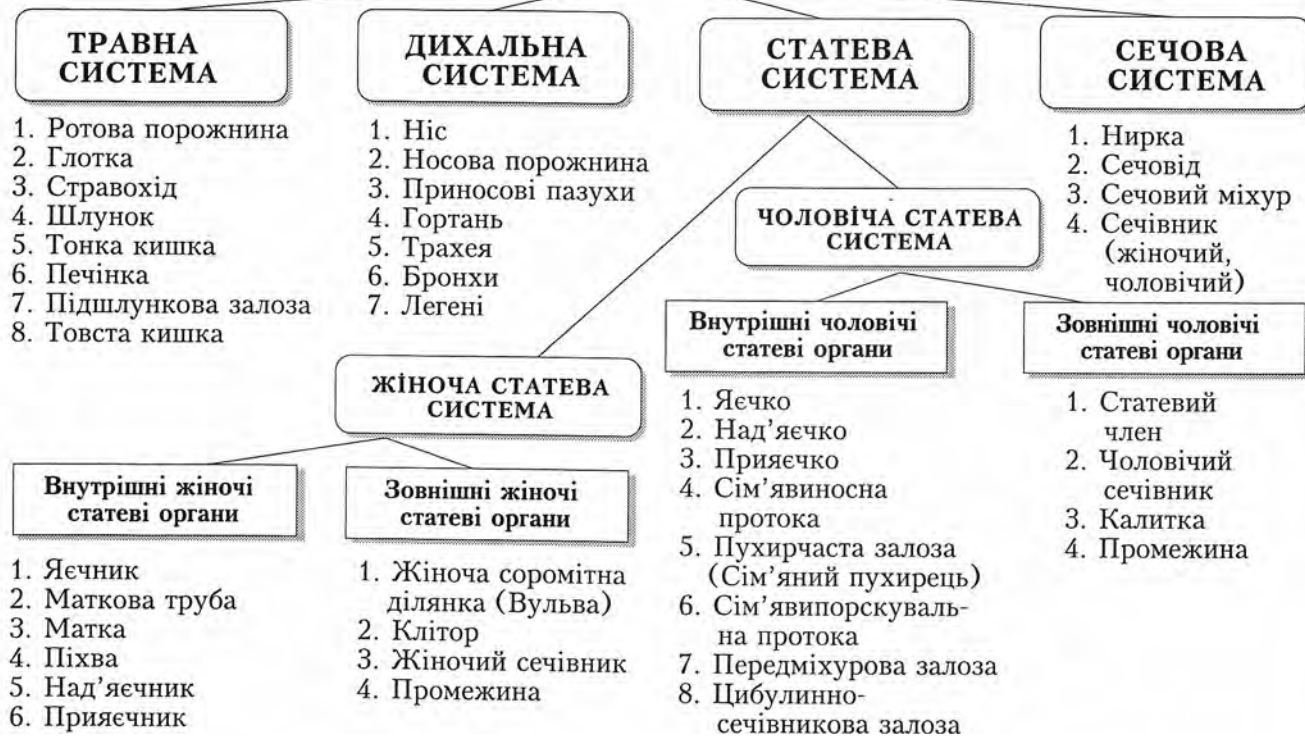 ТРАВНА
СИСТЕМА
1. Ротова порожнина
2. Глотка
3. Стравохід
4. Шлунок
5. Тонка кишка
6. Печінка
7. Підшлункова залоза
8. Товста кишка
ДИХАЛЬНА
СИСТЕМА
1. Ніс
2. Носова порожнина
3. Приносові пазухи
4. Гортань
5. Трахея
6. Бронхи
7. Легені
СТАТЕВА
СИСТЕМА
СЕЧОВА
СИСТЕМА
1. Нирка
2. Сечовід
3. Сечовий міхур
4. Сечівник
(жіночий,
чоловічий)
ЧОЛОВІЧА СТАТЕВА
СИСТЕМА
Внутрішні чоловічі
статеві органи
1. Яєчко
2. Над’яєчко
3. Прияєчко
4. Сім’явиносна
протока
5. Пухирчаста залоза
(Сім’яний пухирець)
6. Сім’явипорскуваль-
на протока
7. Передміхурова залоза
8. Цибулинно-
сечівникова залоза
Зовнішні чоловічі
статеві органи
1. Статевий
член
2. Чоловічий
сечівник
3. Калитка
4. Промежина
ЖІНОЧА СТАТЕВА
СИСТЕМА
Внутрішні жіночі
статеві органи
1. Яєчник
2. Маткова труба
3. Матка
4. Піхва
5. Над’яєчник
6. Прияєчник
Зовнішні жіночі
статеві органи
1. Жіноча соромітна
ділянка (Вульва)
2. Клітор
3. Жіночий сечівник
4. Промежина